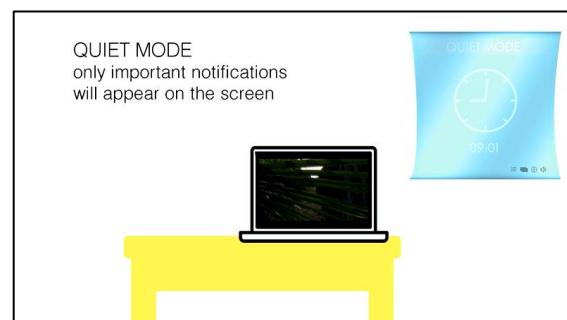 QUIET MODE
only important notifications
will appear on the screen
QUIET MODE
09:01